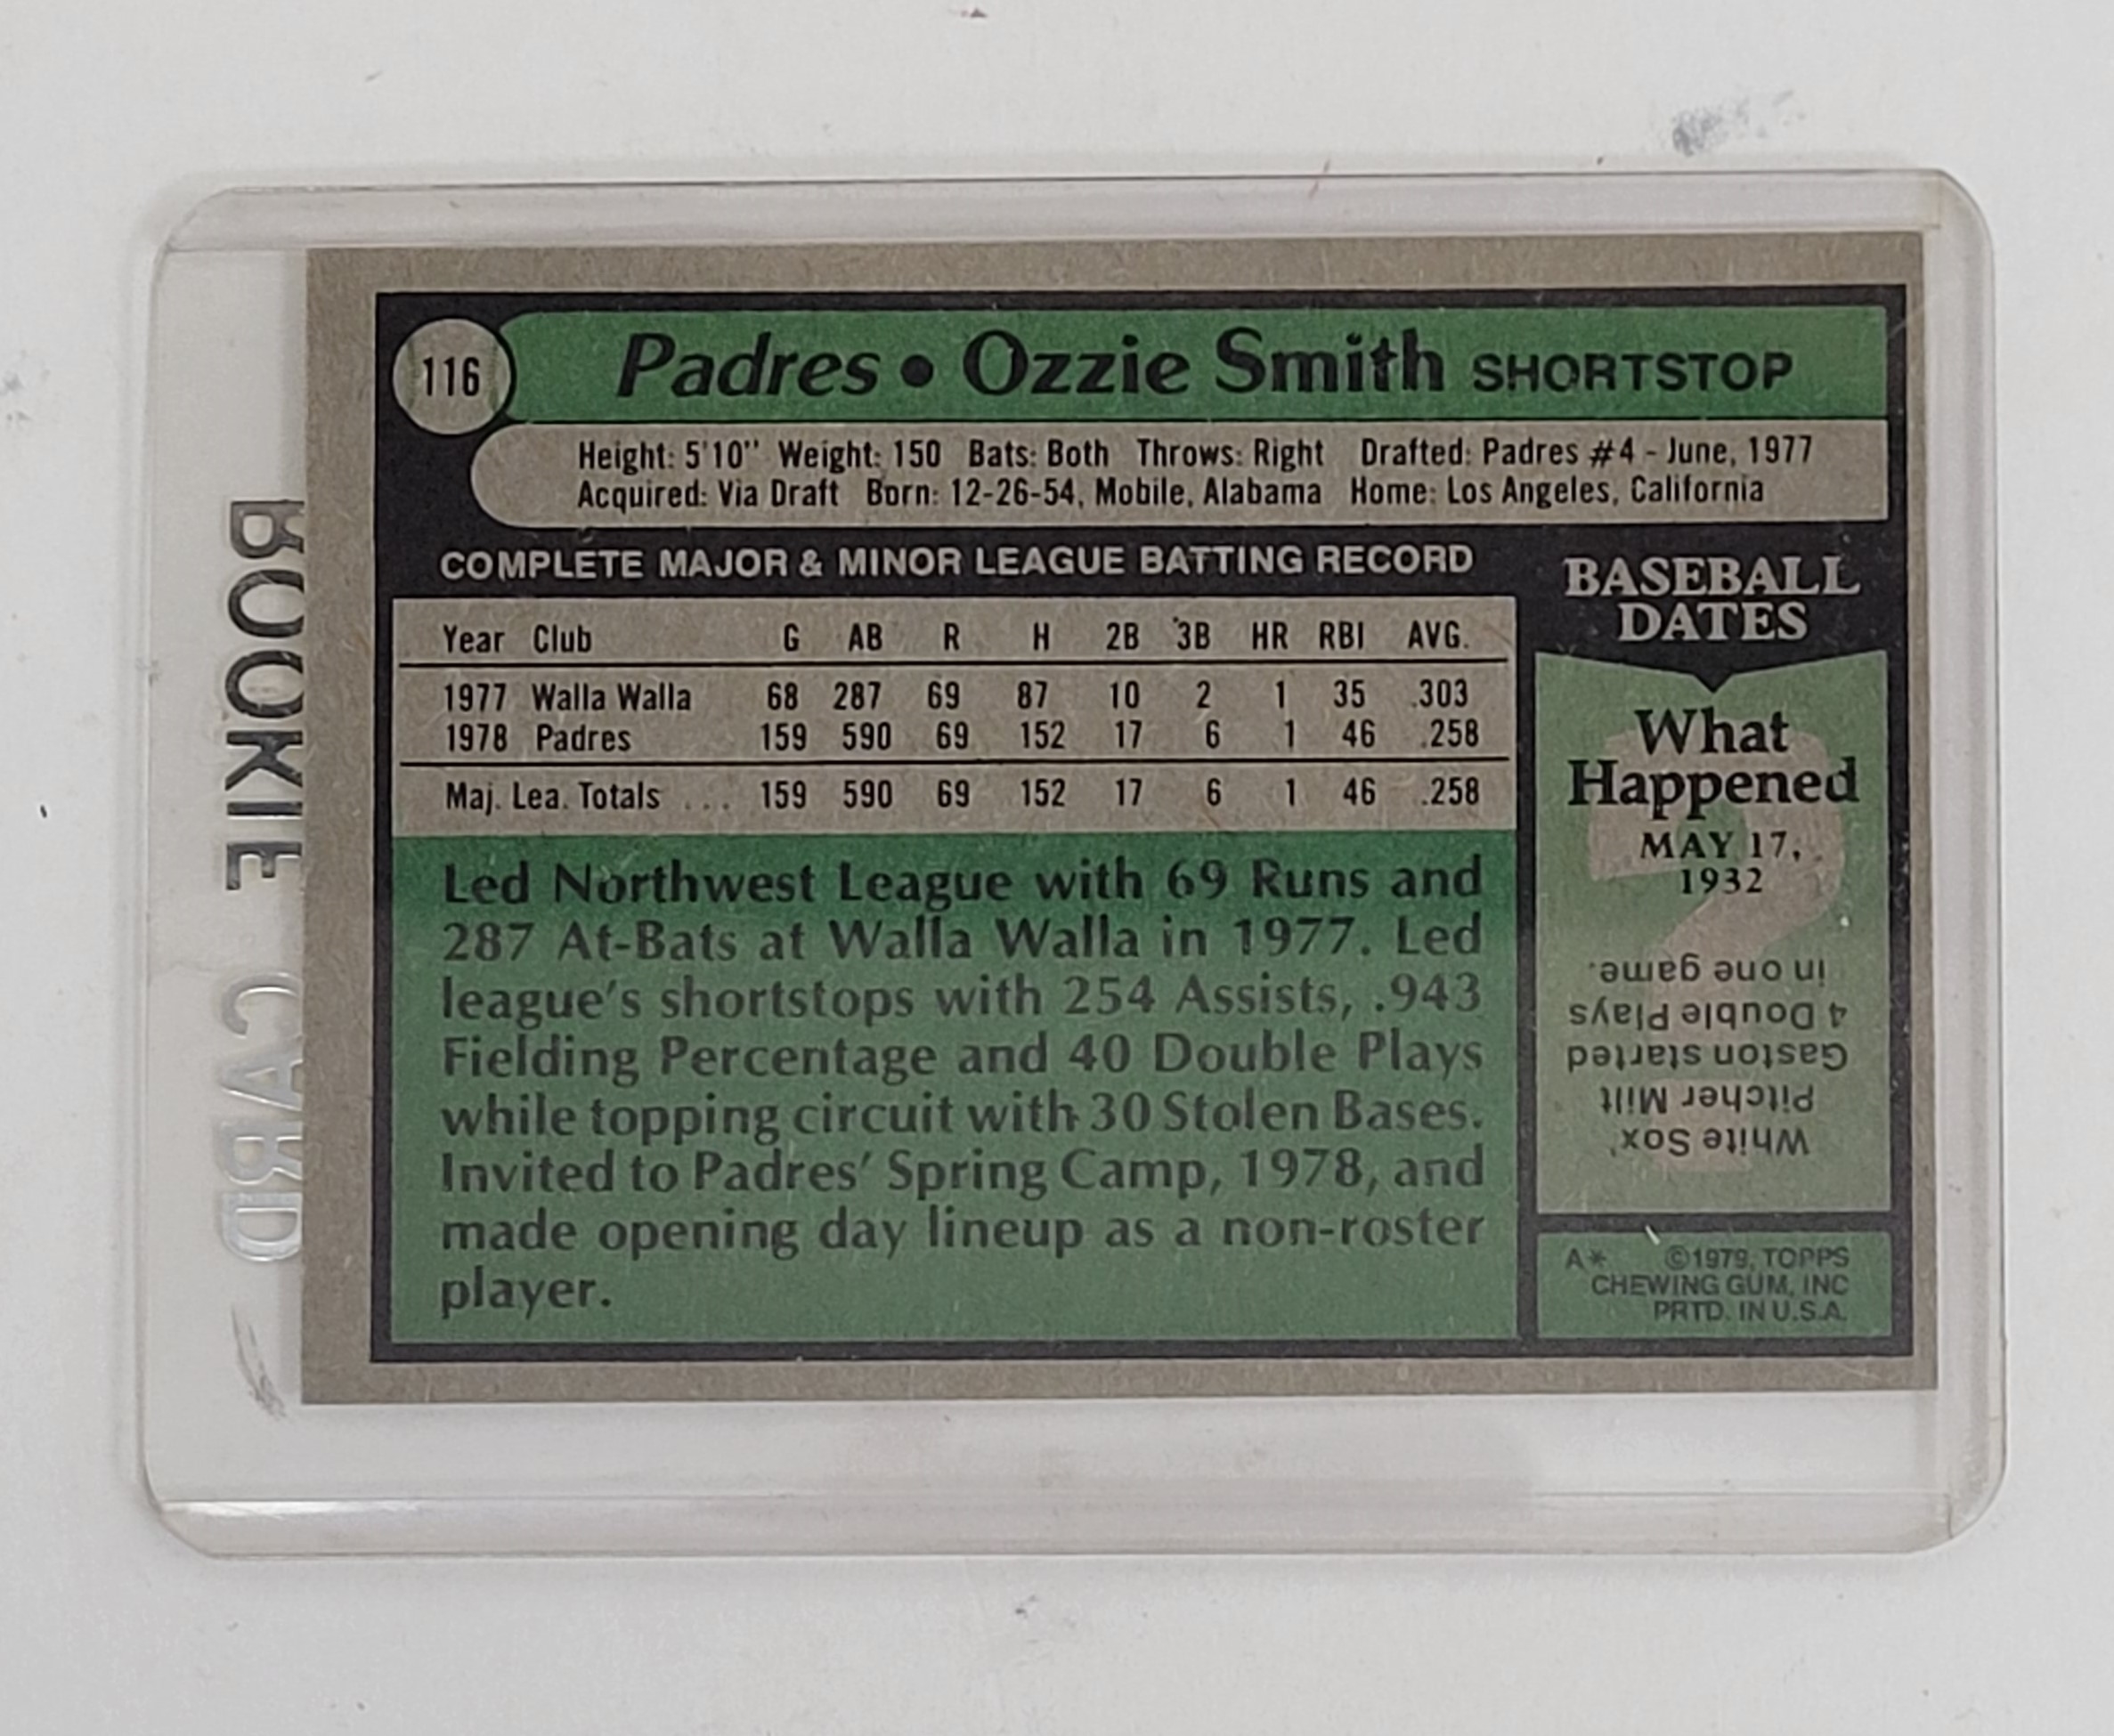 116
Padres • Ozzie Smith SHORTSTOP
Height: 5'10" Weight: 150 Bats: Both Throws: Right Drafted: Padres #4 - June, 1977
Acquired: Via Draft Born: 12-26-54, Mobile, Alabama Home: Los Angeles, California
COMPLETE MAJOR & MINOR LEAGUE BATTING RECORD
Year Club G AB R H 2B 3B HR RBI AVG.
1977 Walla Walla 68 287 69 87 10 2 1 35 .303
1978 Padres 159 590 69 152 17 6 1 46 .258
Maj. Lea. Totals ... 159 590 69 152 17 6 1 46 .258
Led Northwest League with 69 Runs and
287 At-Bats at Walla Walla in 1977. Led
league's shortstops with 254 Assists, .943
Fielding Percentage and 40 Double Plays
while topping circuit with 30 Stolen Bases.
Invited to Padres' Spring Camp, 1978, and
made opening day lineup as a non-roster
player.
BASEBALL
DATES
What
Happened
MAY 17,
1932
?
White Sox'
Pitcher Milt
Gaston started
4 Double Plays
in one game.
A* ©1979, TOPPS
CHEWING GUM, INC
PRTD. IN U.S.A.
ROOKIE CARD